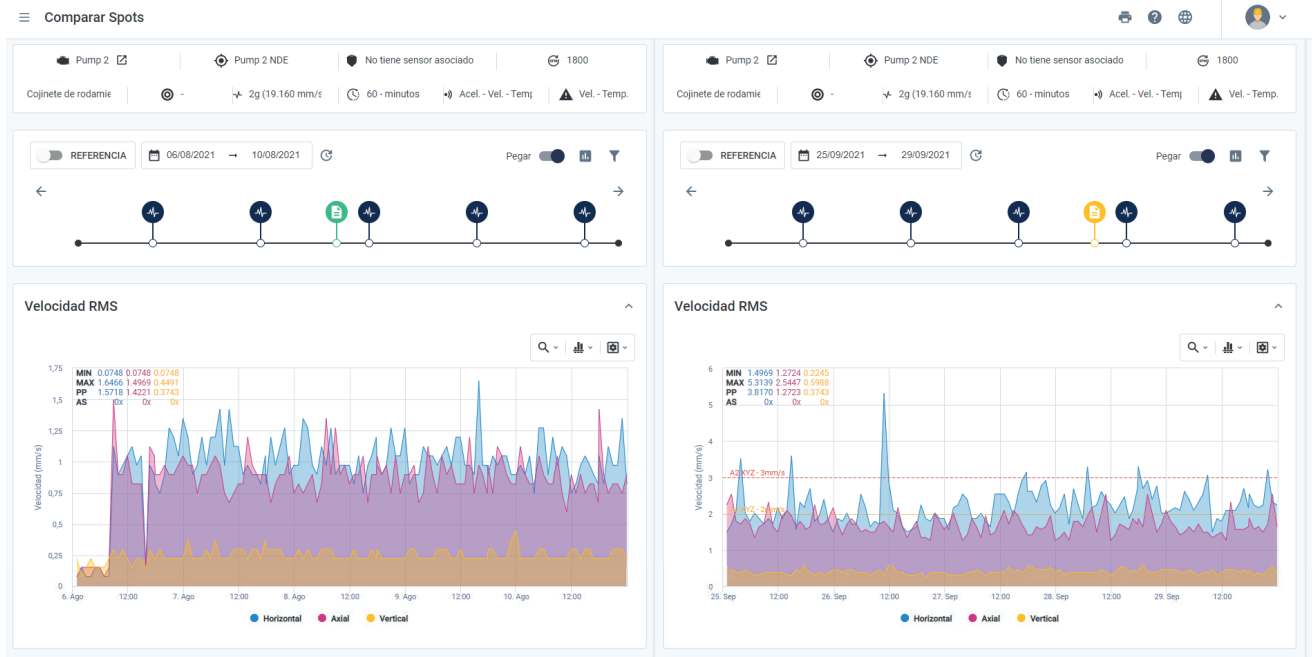 Comparar Spots
Pump 2 Pump 2 NDE No tiene sensor asociado 1800
Cojinete de rodamie - 2g (19.160 mm/s 60 - minutos Acel. - Vel. - Temp Vel. - Temp.
REFERENCIA 06/08/2021 → 10/08/2021 Pegar
Velocidad RMS
1,75
1,5
1,25
1
0,75
0,5
0,25
0
Velocidad (mm/s)
MIN 0.0748 0.0748 0.0748
MAX 1.6466 1.4969 0.4491
PP 1.5718 1.4221 0.3743
AS 0x 0x 0x
6. Ago 12:00 7. Ago 12:00 8. Ago 12:00 9. Ago 12:00 10. Ago 12:00
Horizontal Axial Vertical
Pump 2 Pump 2 NDE No tiene sensor asociado 1800
Cojinete de rodamie - 2g (19.160 mm/s 60 - minutos Acel. - Vel. - Temp Vel. - Temp.
REFERENCIA 25/09/2021 → 29/09/2021 Pegar
Velocidad RMS
6
5
4
3
2
1
0
Velocidad (mm/s)
MIN 1.4969 1.2724 0.2245
MAX 5.3139 2.5447 0.5988
PP 3.8170 1.2723 0.3743
AS 0x 0x 0x
A2 XYZ - 3mm/s
25. Sep 12:00 26. Sep 12:00 27. Sep 12:00 28. Sep 12:00 29. Sep 12:00
Horizontal Axial Vertical